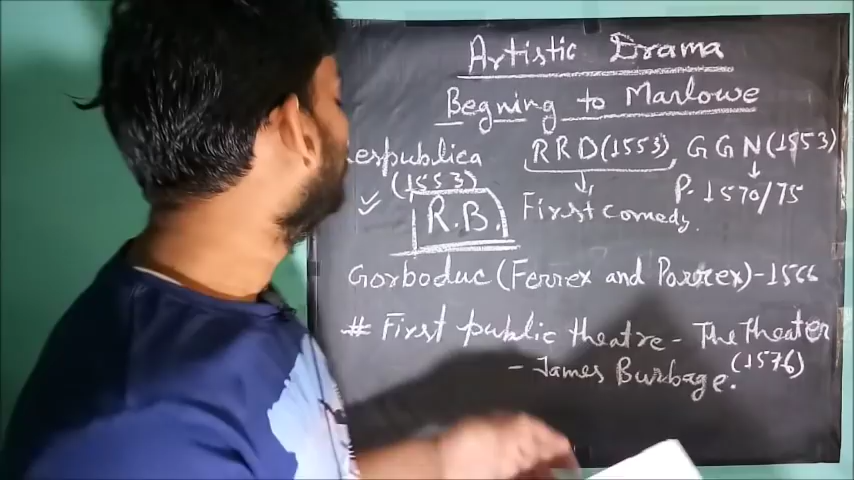 Artistic Drama
Begning to Marlowe
espublica RRD(1553) GGN(1553)
(1553) P. 1570/75
R.B. First comedy.
Gorboduc (Ferrex and Porrex)-1566
# First public theatre - The Theater
- James Burbage. (1576)